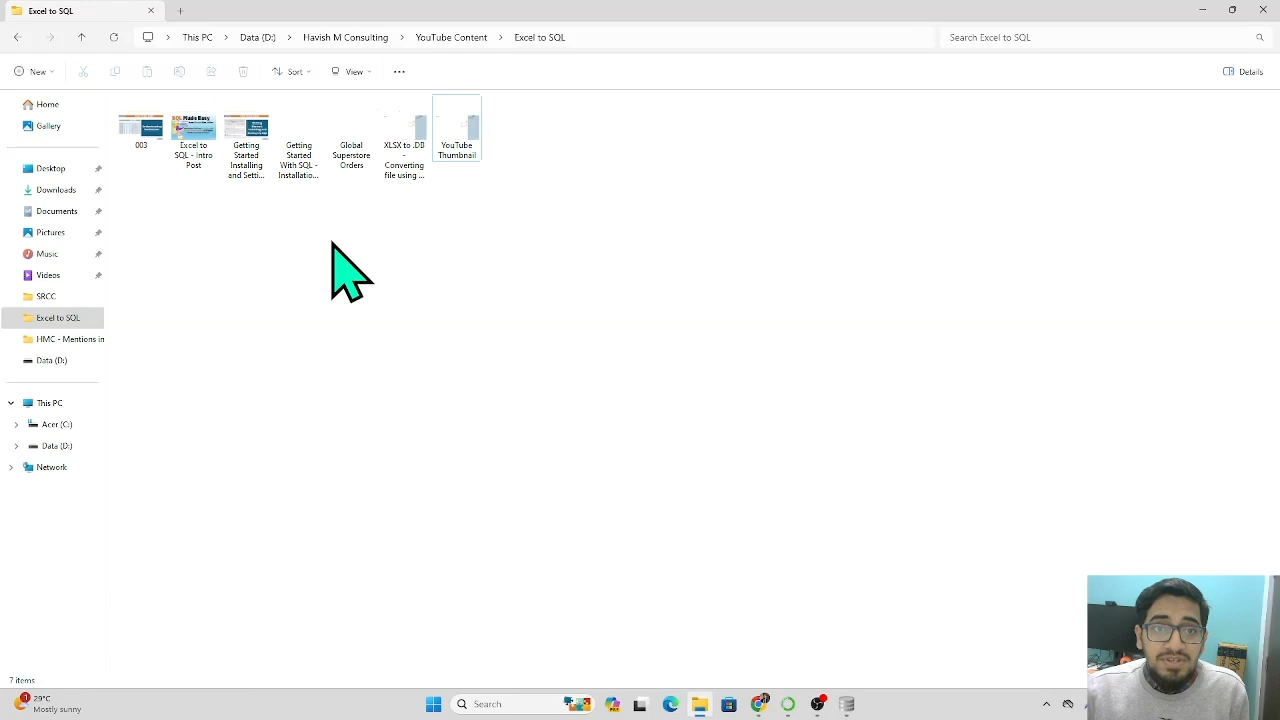 Excel to SQL
This PC > Data (D:) > Havish M Consulting > YouTube Content > Excel to SQL
Search Excel to SQL
New
Sort
View
Details
Home
Gallery
Desktop
Downloads
Documents
Pictures
Music
Videos
SRCC
Excel to SQL
HMC - Mentions in
Data (D:)
This PC
Acer (C:)
Data (D:)
Network
SQL Made Easy
003
Excel to
SQL - Intro
Post
Getting
Started
Installing
and Setti...
Getting
Started
With SQL -
Installatio...
Global
Superstore
Orders
XLSX to .DB
-
Converting
file using ...
YouTube
Thumbnail
7 items
29°C
Mostly sunny
Search